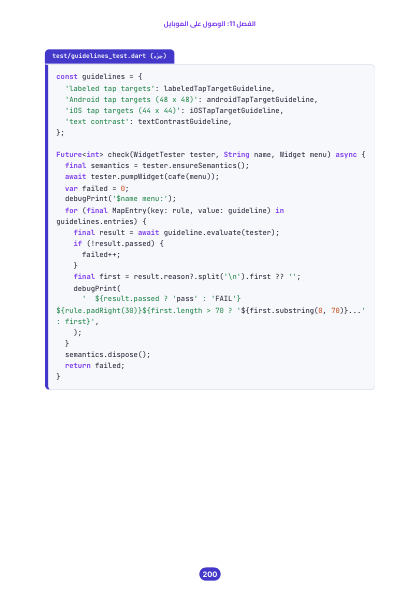 الفصل 11: الوصول على الموبايل
test/guidelines_test.dart (جزء)
const guidelines = {
  'labeled tap targets': labeledTapTargetGuideline,
  'Android tap targets (48 x 48)': androidTapTargetGuideline,
  'iOS tap targets (44 x 44)': iOSTapTargetGuideline,
  'text contrast': textContrastGuideline,
};
Future<int> check(WidgetTester tester, String name, Widget menu) async {
  final semantics = tester.ensureSemantics();
  await tester.pumpWidget(cafe(menu));
  var failed = 0;
  debugPrint('$name menu:');
  for (final MapEntry(key: rule, value: guideline) in
guidelines.entries) {
    final result = await guideline.evaluate(tester);
    if (!result.passed) {
      failed++;
    }
    final first = result.reason?.split('\n').first ?? '';
    debugPrint(
      '  ${result.passed ? 'pass' : 'FAIL'}
${rule.padRight(30)}${first.length > 70 ? '${first.substring(0, 70)}...'
: first}',
    );
  }
  semantics.dispose();
  return failed;
}
200